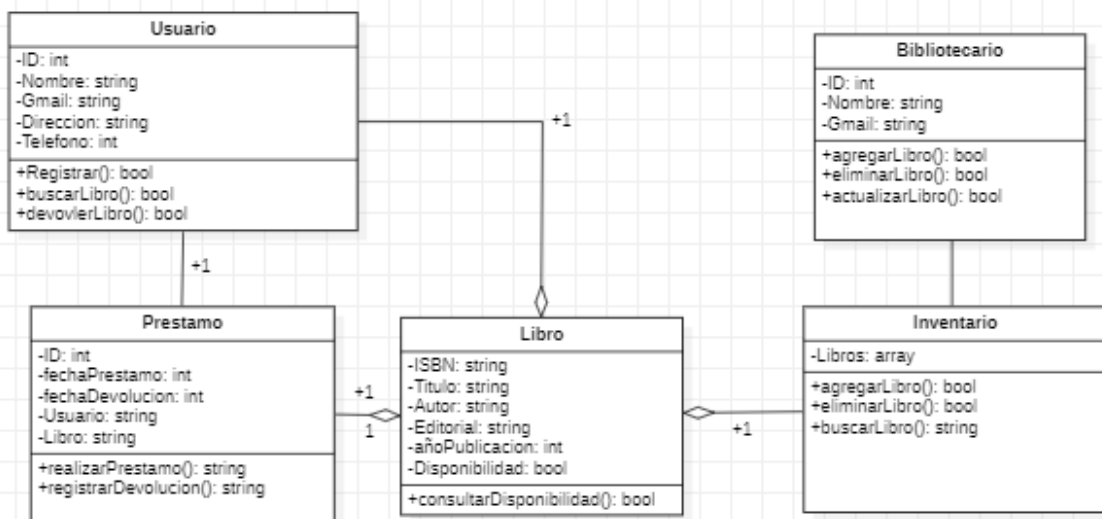 Usuario
-ID: int
-Nombre: string
-Gmail: string
-Direccion: string
-Telefono: int
+Registrar(): bool
+buscarLibro(): bool
+devovlerLibro(): bool
+1
+1
Bibliotecario
-ID: int
-Nombre: string
-Gmail: string
+agregarLibro(): bool
+eliminarLibro(): bool
+actualizarLibro(): bool
Prestamo
-ID: int
-fechaPrestamo: int
-fechaDevolucion: int
-Usuario: string
-Libro: string
+realizarPrestamo(): string
+registrarDevolucion(): string
+1
1
Libro
-ISBN: string
-Titulo: string
-Autor: string
-Editorial: string
-añoPublicacion: int
-Disponibilidad: bool
+consultarDisponibilidad(): bool
+1
Inventario
-Libros: array
+agregarLibro(): bool
+eliminarLibro(): bool
+buscarLibro(): string